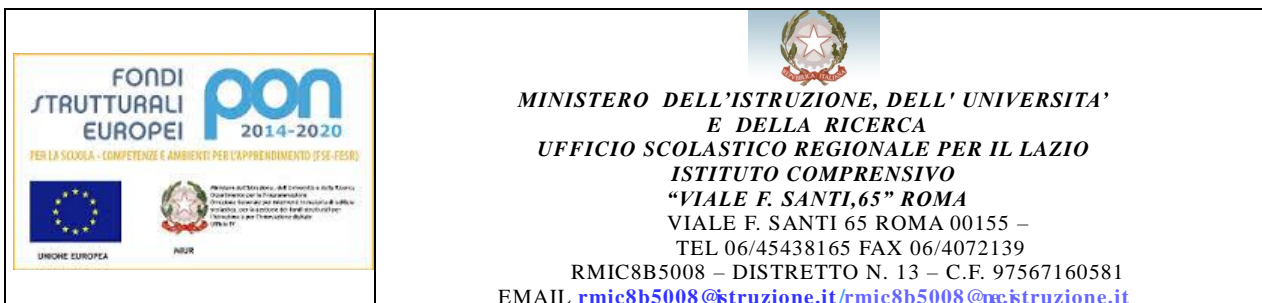 FONDI
STRUTTURALI
EUROPEI
pon
2014-2020
PER LA SCUOLA - COMPETENZE E AMBIENTI PER L'APPRENDIMENTO (FSE-FESR)
UNIONE EUROPEA
MIUR
MINISTERO DELL'ISTRUZIONE, DELL' UNIVERSITA'
E DELLA RICERCA
UFFICIO SCOLASTICO REGIONALE PER IL LAZIO
ISTITUTO COMPRENSIVO
“VIALE F. SANTI,65” ROMA
VIALE F. SANTI 65 ROMA 00155 –
TEL 06/45438165 FAX 06/4072139
RMIC8B5008 – DISTRETTO N. 13 – C.F. 97567160581
EMAIL rmic8b5008@istruzione.it/rmic8b5008@pec.istruzione.it